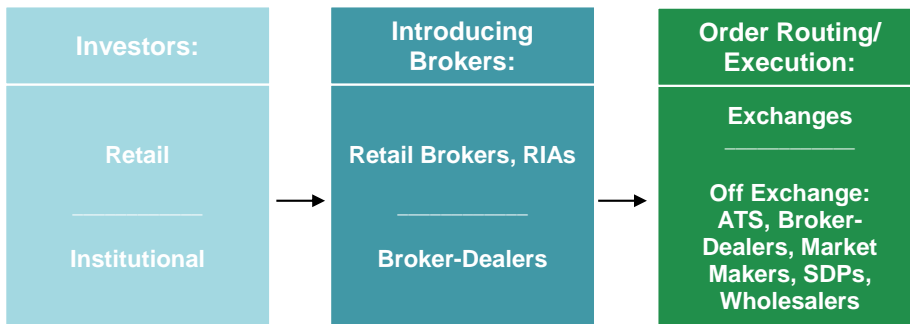 Investors:
Retail
Institutional
Introducing
Brokers:
Retail Brokers, RIAs
Broker-Dealers
Order Routing/
Execution:
Exchanges
Off Exchange:
ATS, Broker-
Dealers, Market
Makers, SDPs,
Wholesalers